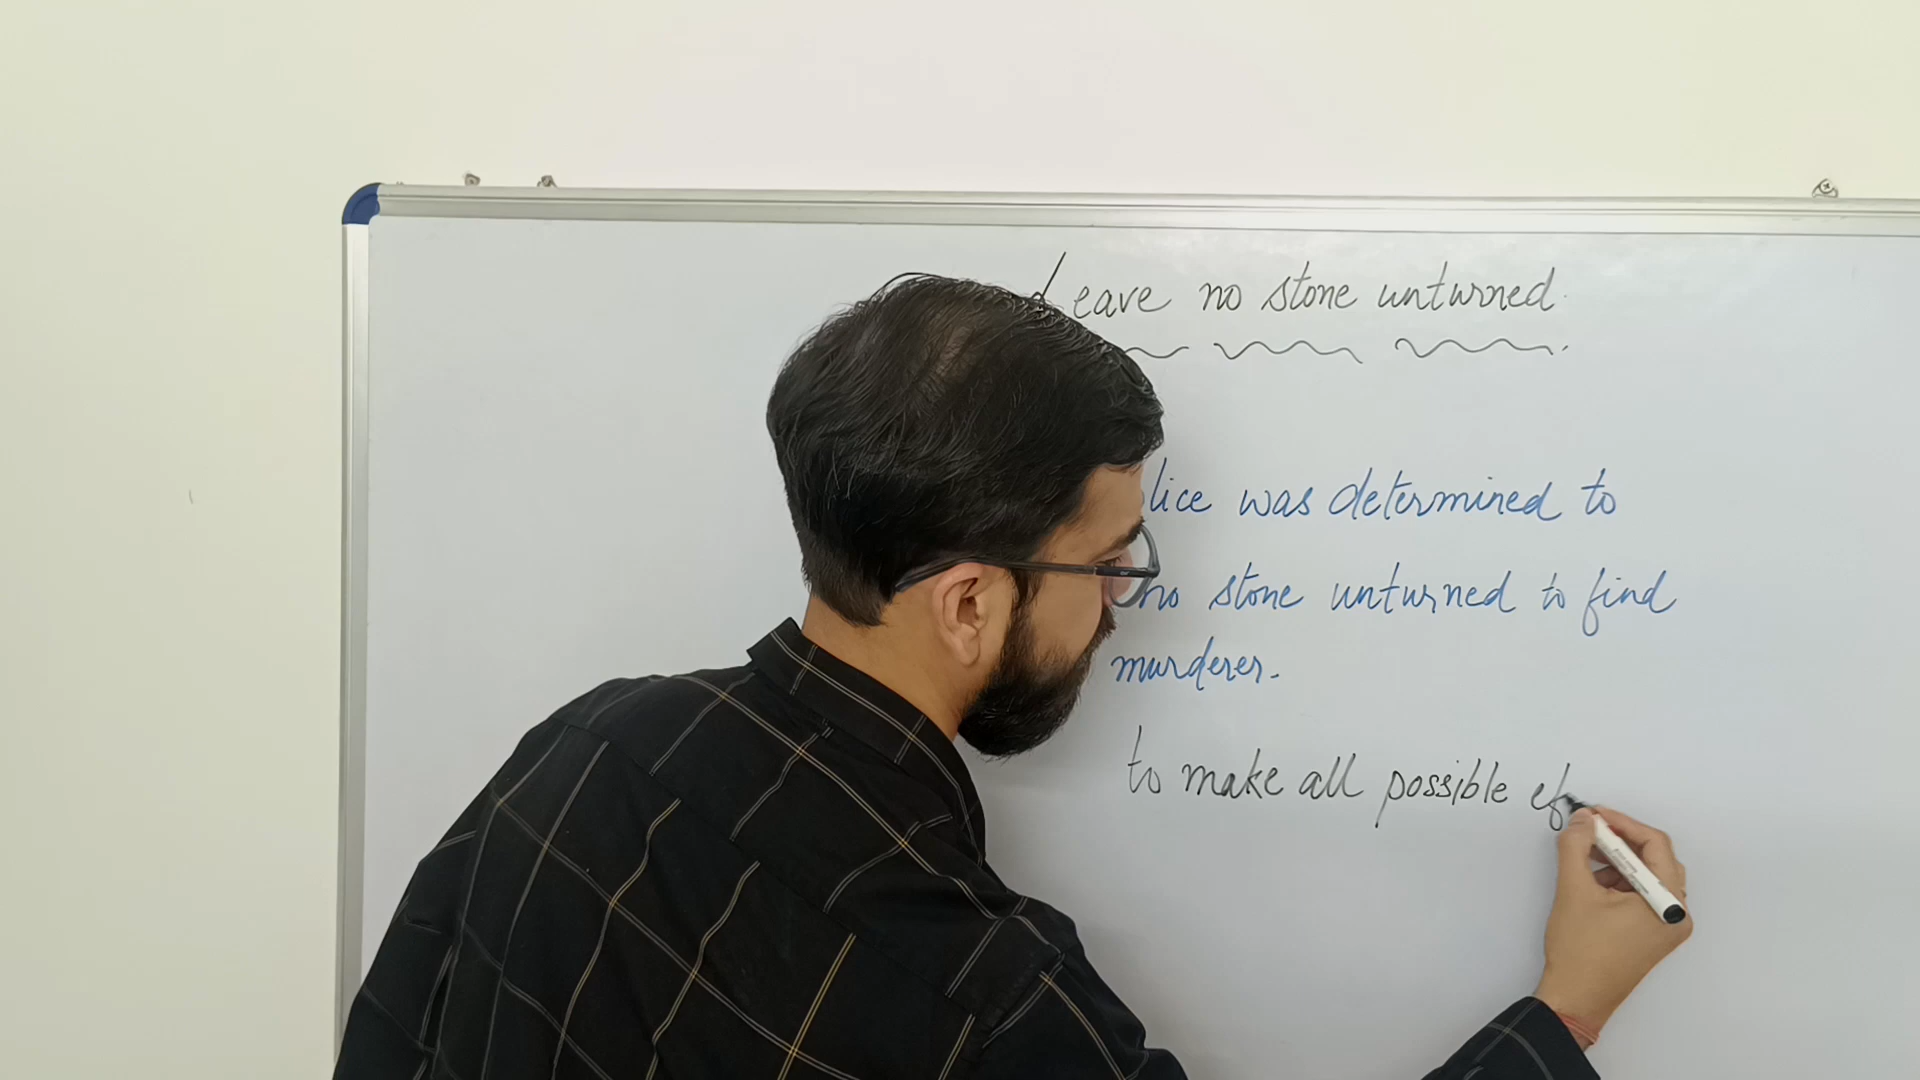 Leave no stone unturned.
lice was determined to
no stone unturned to find
murderer.
to make all possible ef